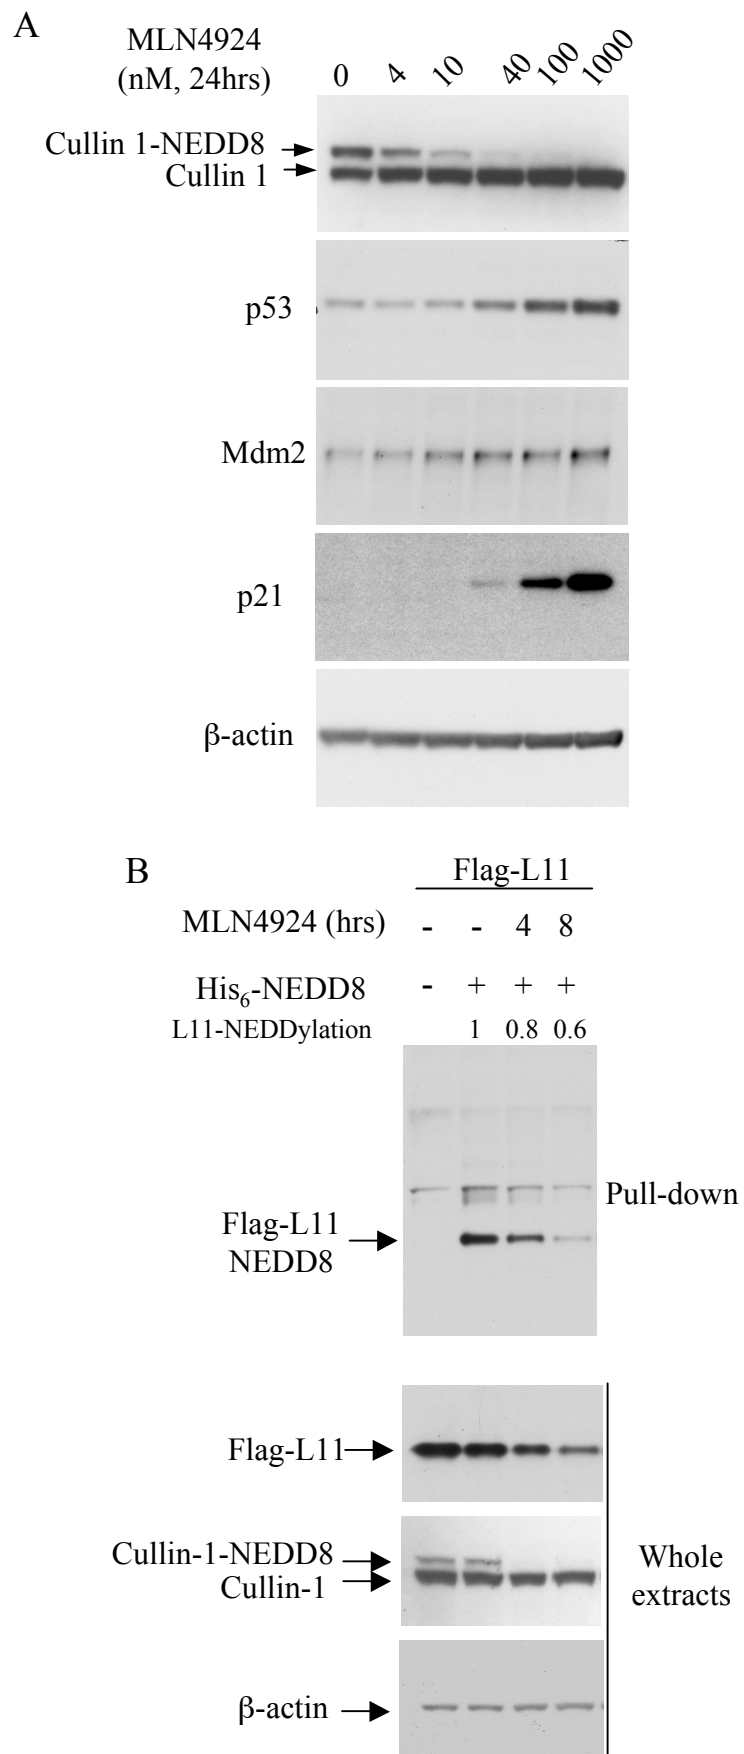 A
MLN4924
(nM, 24hrs)
0 4 10 40 100 1000
Cullin 1-NEDD8
Cullin 1
p53
Mdm2
p21
β-actin
B
Flag-L11
MLN4924 (hrs) - - 4 8
His₆-NEDD8 - + + +
L11-NEDDylation 1 0.8 0.6
Pull-down
Flag-L11
NEDD8
Flag-L11
Cullin-1-NEDD8
Cullin-1
Whole
extracts
β-actin